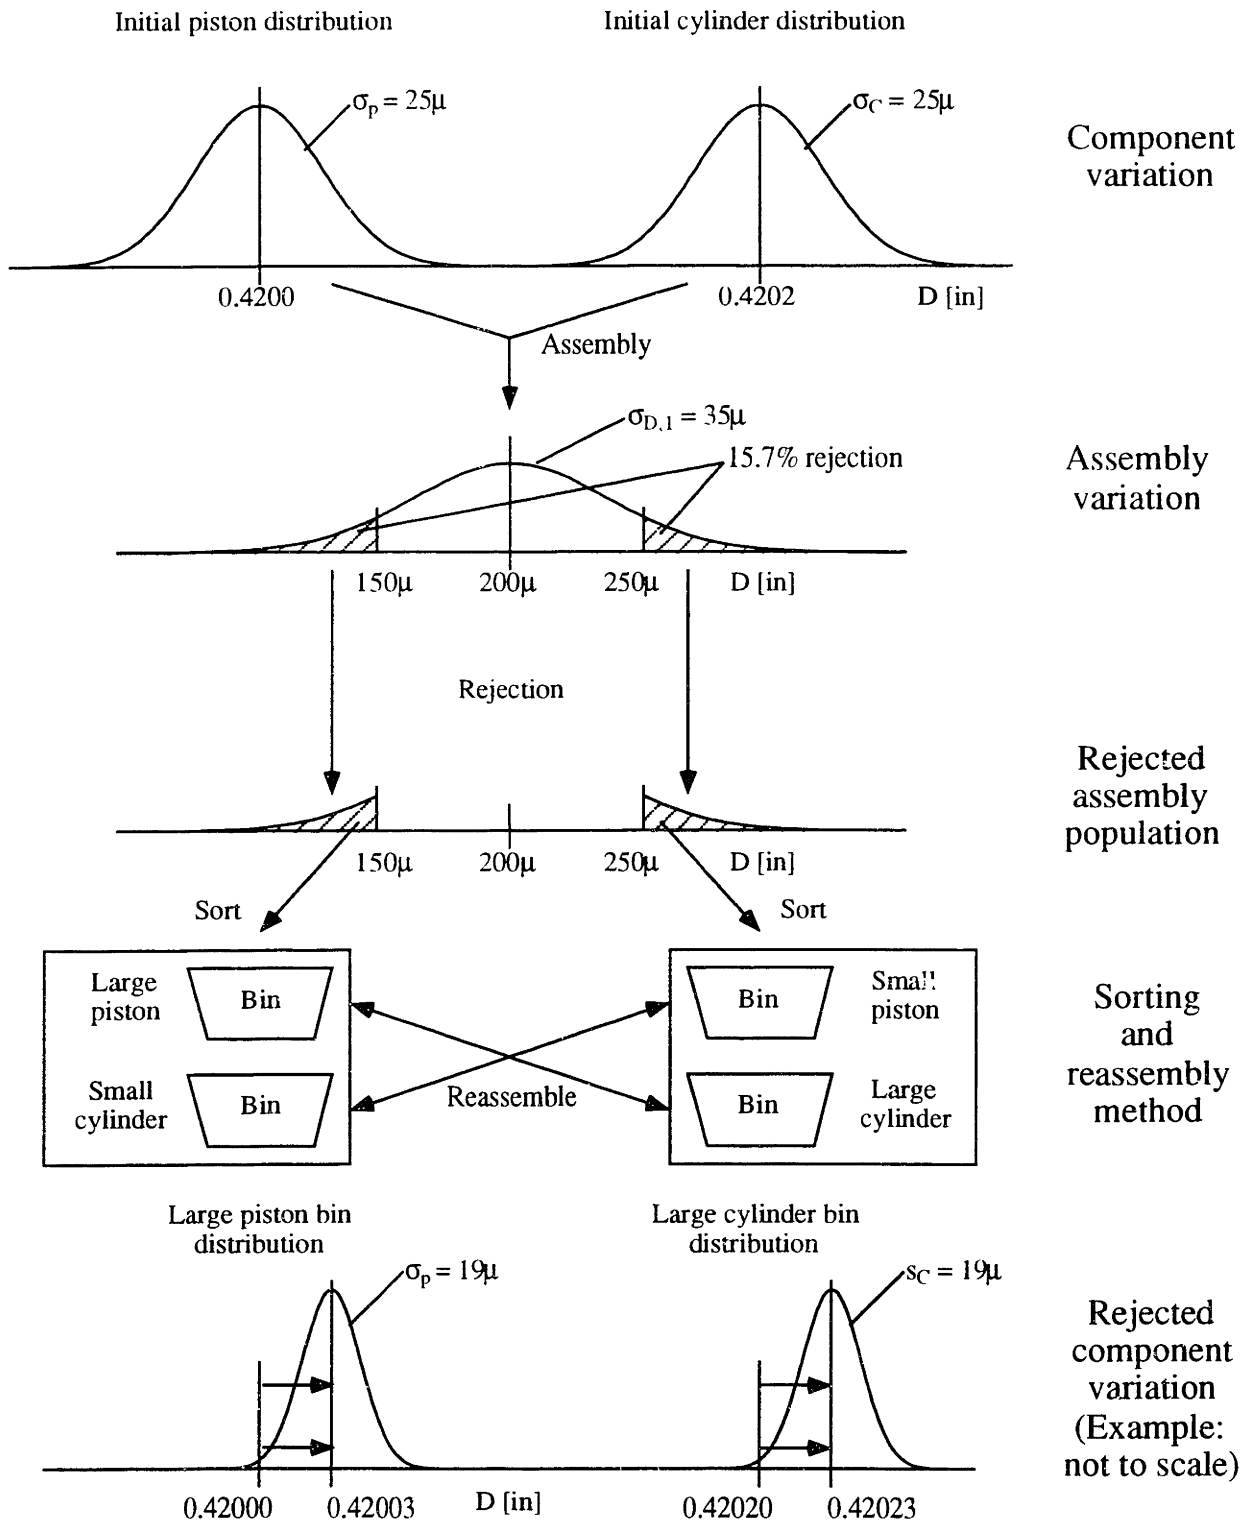 Initial piston distribution
Initial cylinder distribution
σp = 25µ
σC = 25µ
Component
variation
0.4200
0.4202
D [in]
Assembly
σD,1 = 35µ
15.7% rejection
Assembly
variation
150µ
200µ
250µ
D [in]
Rejection
Rejected
assembly
population
150µ
200µ
250µ
D [in]
Sort
Sort
Large
piston
Bin
Bin
Small
piston
Sorting
and
reassembly
method
Small
cylinder
Bin
Reassemble
Bin
Large
cylinder
Large piston bin
distribution
Large cylinder bin
distribution
σp = 19µ
sC = 19µ
Rejected
component
variation
(Example:
not to scale)
0.42000
0.42003
D [in]
0.42020
0.42023